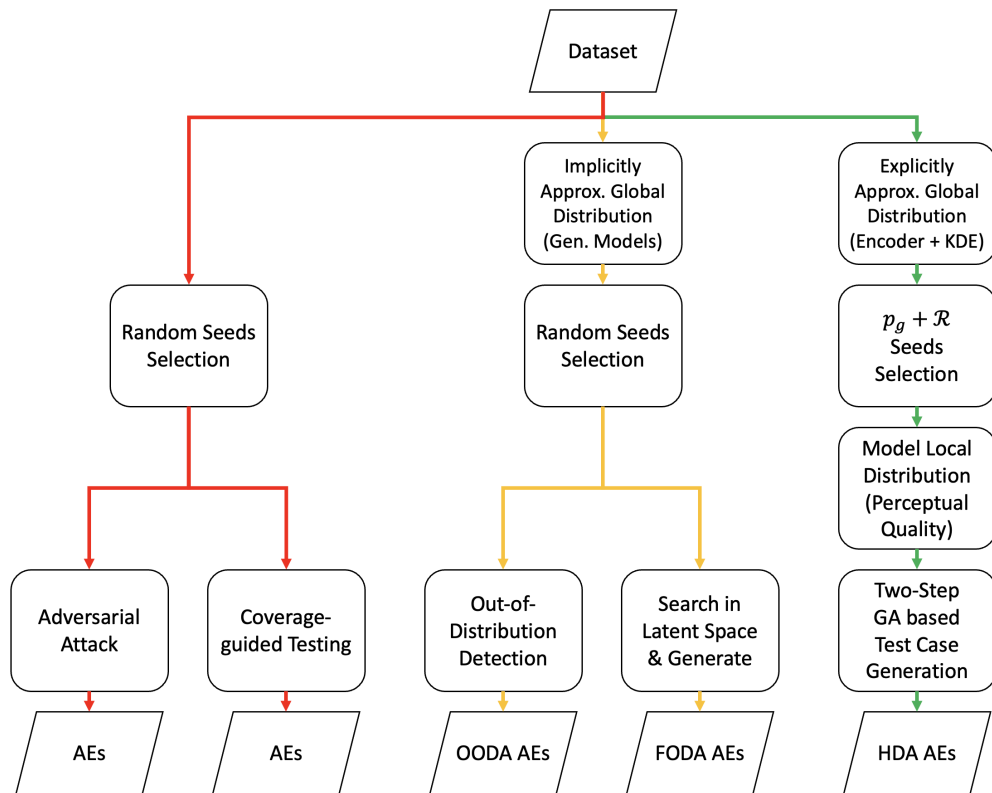 Dataset
Implicitly
Approx. Global
Distribution
(Gen. Models)
Explicitly
Approx. Global
Distribution
(Encoder + KDE)
Random Seeds
Selection
Random Seeds
Selection
𝑝𝑔 + ℛ
Seeds
Selection
Model Local
Distribution
(Perceptual
Quality)
Adversarial
Attack
Coverage-
guided Testing
Out-of-
Distribution
Detection
Search in
Latent Space
& Generate
Two-Step
GA based
Test Case
Generation
AEs
AEs
OODA AEs
FODA AEs
HDA AEs